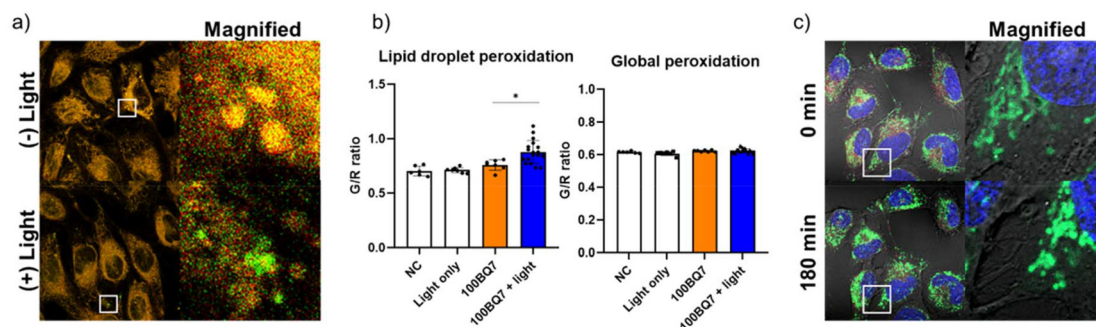 a)
Magnified
(-) Light
(+) Light
b)
Lipid droplet peroxidation
G/R ratio
1.5
1.0
0.5
0.0
*
NC
Light only
100BQ7
100BQ7 + light
Global peroxidation
G/R ratio
1.0
0.8
0.6
0.4
0.2
0.0
NC
Light only
100BQ7
100BQ7 + light
c)
Magnified
0 min
180 min